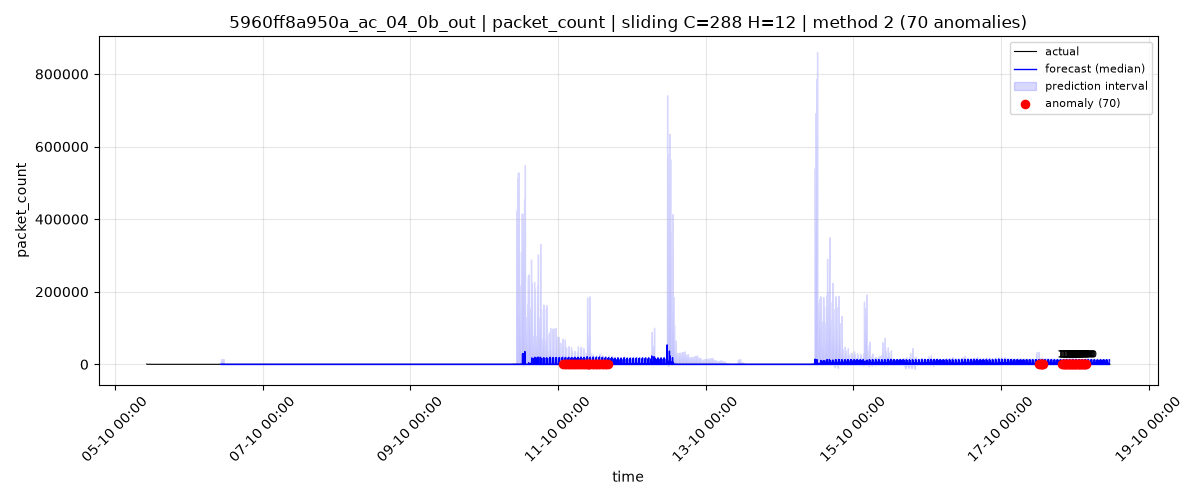 5960ff8a950a_ac_04_0b_out | packet_count | sliding C=288 H=12 | method 2 (70 anomalies)
actual
forecast (median)
prediction interval
anomaly (70)
packet_count
800000
600000
400000
200000
0
05-10 00:00
07-10 00:00
09-10 00:00
11-10 00:00
13-10 00:00
15-10 00:00
17-10 00:00
19-10 00:00
time